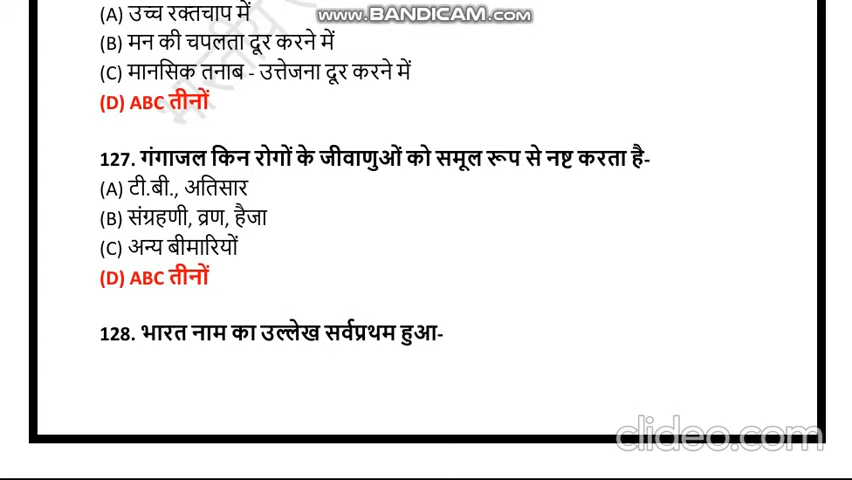 www.BANDICAM.com
(A) उच्च रक्तचाप में
(B) मन की चपलता दूर करने में
(C) मानसिक तनाब - उत्तेजना दूर करने में
(D) ABC तीनों
127. गंगाजल किन रोगों के जीवाणुओं को समूल रूप से नष्ट करता है-
(A) टी.बी., अतिसार
(B) संग्रहणी, व्रण, हैजा
(C) अन्य बीमारियों
(D) ABC तीनों
128. भारत नाम का उल्लेख सर्वप्रथम हुआ-
clideo.com